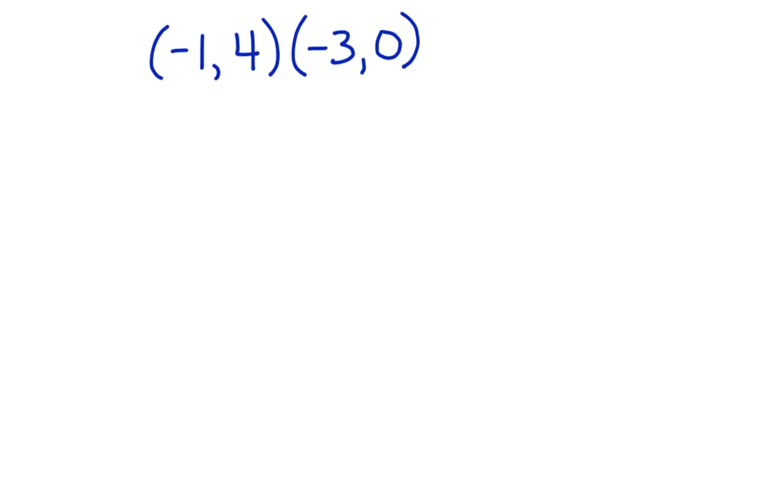 (-1, 4)(-3, 0)